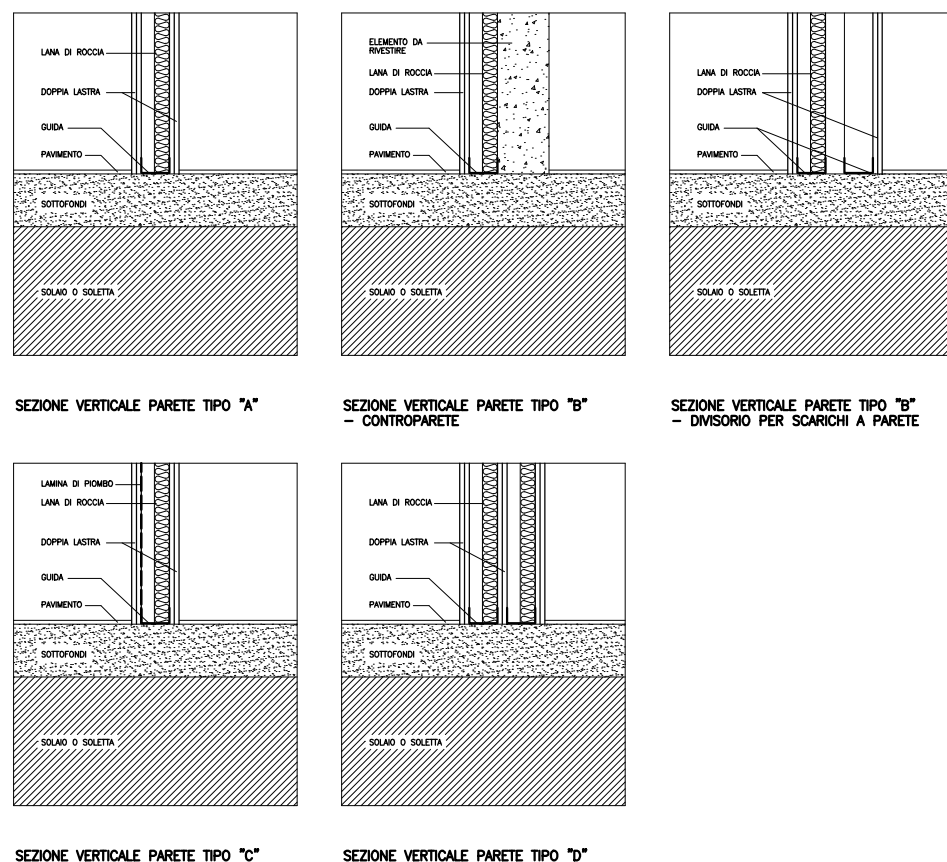 LANA DI ROCCIA
DOPPIA LASTRA
GUIDA
PAVIMENTO
SOTTOFONDI
SOLAIO O SOLETTA
SEZIONE VERTICALE PARETE TIPO "A"
ELEMENTO DA
RIVESTIRE
LANA DI ROCCIA
DOPPIA LASTRA
GUIDA
PAVIMENTO
SOTTOFONDI
SOLAIO O SOLETTA
SEZIONE VERTICALE PARETE TIPO "B"
– CONTROPARETE
LANA DI ROCCIA
DOPPIA LASTRA
GUIDA
PAVIMENTO
SOTTOFONDI
SOLAIO O SOLETTA
SEZIONE VERTICALE PARETE TIPO "B"
– DIVISORIO PER SCARICHI A PARETE
LAMINA DI PIOMBO
LANA DI ROCCIA
DOPPIA LASTRA
GUIDA
PAVIMENTO
SOTTOFONDI
SOLAIO O SOLETTA
SEZIONE VERTICALE PARETE TIPO "C"
LANA DI ROCCIA
DOPPIA LASTRA
GUIDA
PAVIMENTO
SOTTOFONDI
SOLAIO O SOLETTA
SEZIONE VERTICALE PARETE TIPO "D"